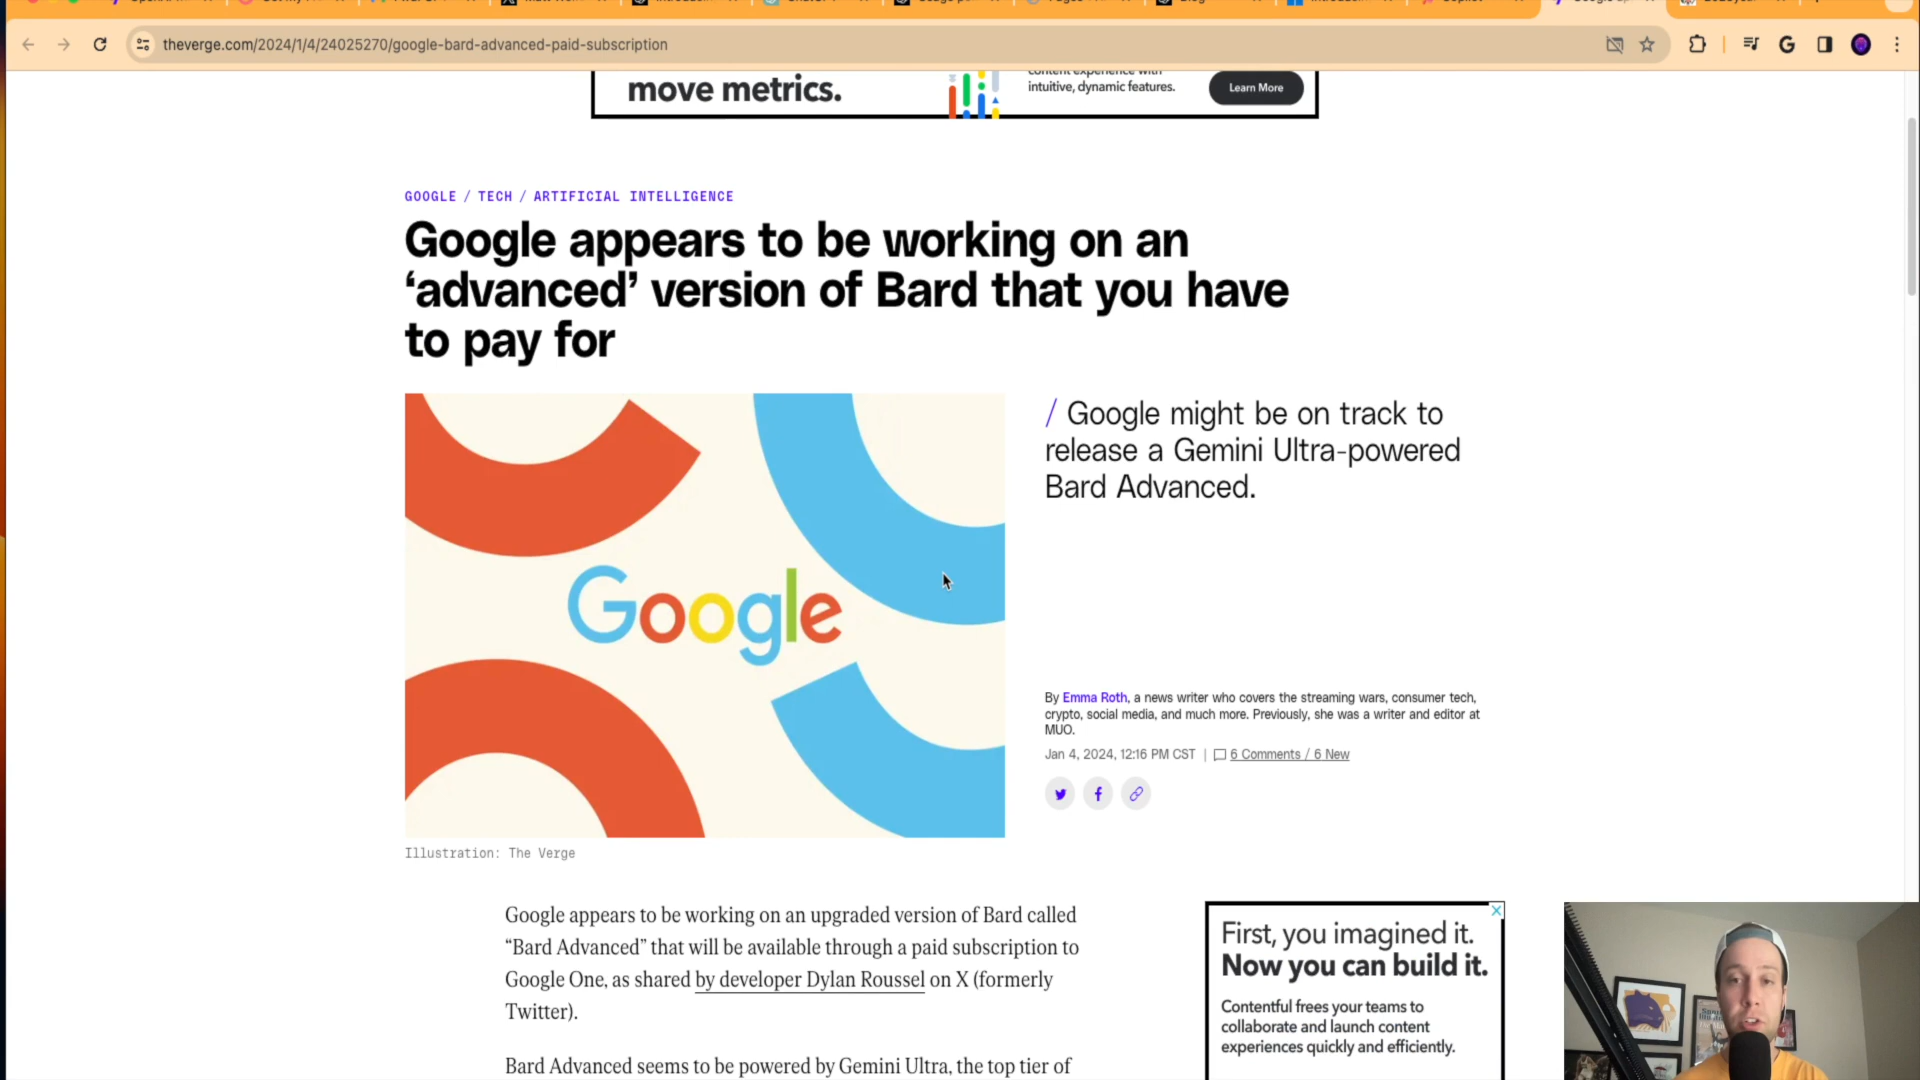 theverge.com/2024/1/4/24025270/google-bard-advanced-paid-subscription
move metrics.
content experience with
intuitive, dynamic features.
Learn More
GOOGLE / TECH / ARTIFICIAL INTELLIGENCE
Google appears to be working on an
‘advanced’ version of Bard that you have
to pay for
Google
/ Google might be on track to
release a Gemini Ultra-powered
Bard Advanced.
By Emma Roth, a news writer who covers the streaming wars, consumer tech,
crypto, social media, and much more. Previously, she was a writer and editor at
MUO.
Jan 4, 2024, 12:16 PM CST | 6 Comments / 6 New
Illustration: The Verge
Google appears to be working on an upgraded version of Bard called
“Bard Advanced” that will be available through a paid subscription to
Google One, as shared by developer Dylan Roussel on X (formerly
Twitter).
Bard Advanced seems to be powered by Gemini Ultra, the top tier of
First, you imagined it.
Now you can build it.
Contentful frees your teams to
collaborate and launch content
experiences quickly and efficiently.